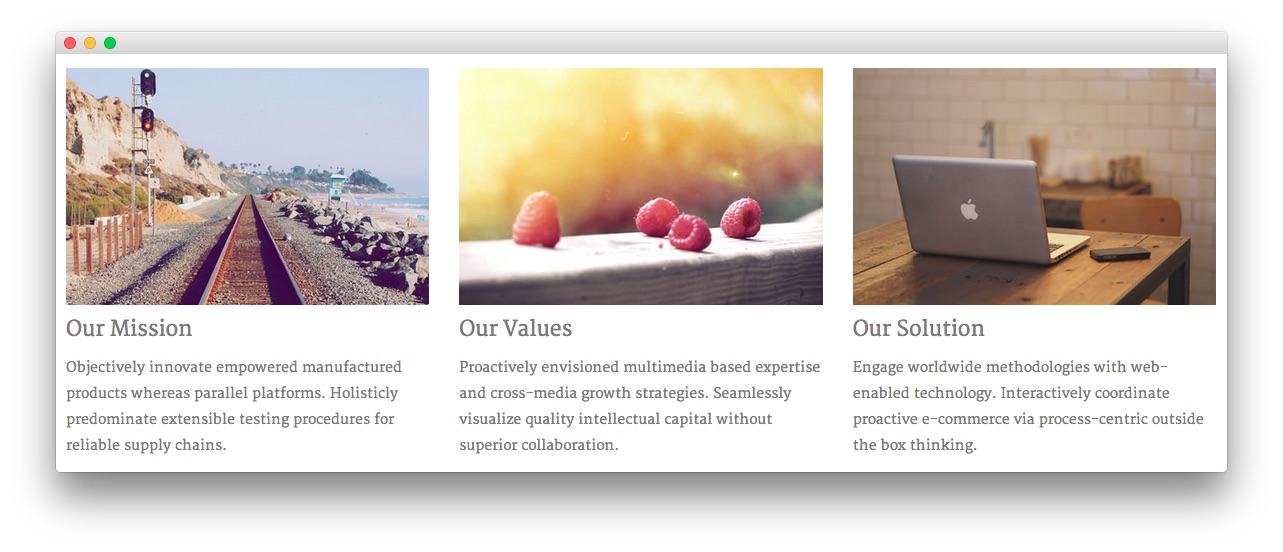 Our Mission
Objectively innovate empowered manufactured
products whereas parallel platforms. Holisticly
predominate extensible testing procedures for
reliable supply chains.
Our Values
Proactively envisioned multimedia based expertise
and cross-media growth strategies. Seamlessly
visualize quality intellectual capital without
superior collaboration.
Our Solution
Engage worldwide methodologies with web-
enabled technology. Interactively coordinate
proactive e-commerce via process-centric outside
the box thinking.